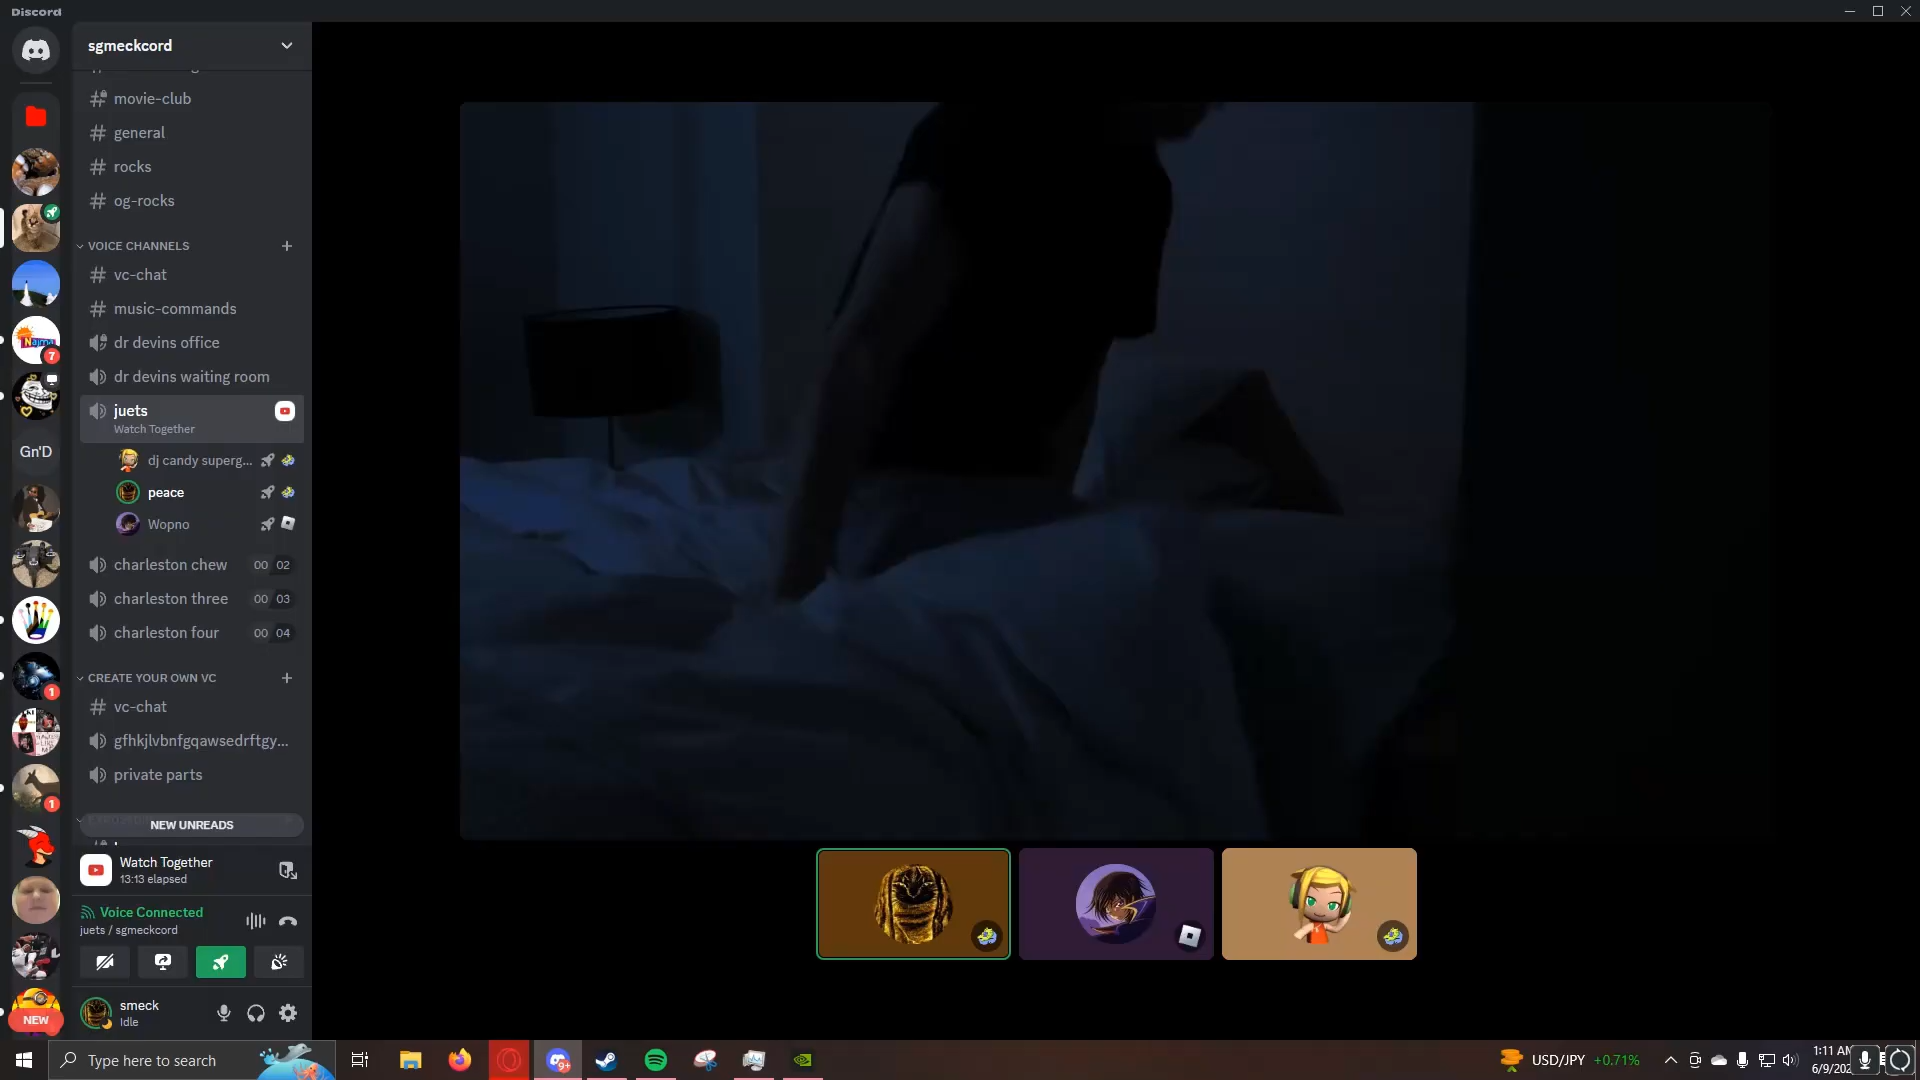 Discord
sgmeckcord
movie-club
general
rocks
og-rocks
VOICE CHANNELS
vc-chat
music-commands
dr devins office
dr devins waiting room
juets
Watch Together
dj candy superg...
peace
Wopno
charleston chew 00 02
charleston three 00 03
charleston four 00 04
CREATE YOUR OWN VC
vc-chat
gfhkjlvbnfgqawsedrftgy...
private parts
NEW UNREADS
Watch Together
13:13 elapsed
Voice Connected
juets / sgmeckcord
smeck
Idle
Najma
7
Gn'D
1
1
NEW
Type here to search
9+
USD/JPY +0.71%
1:11 AM